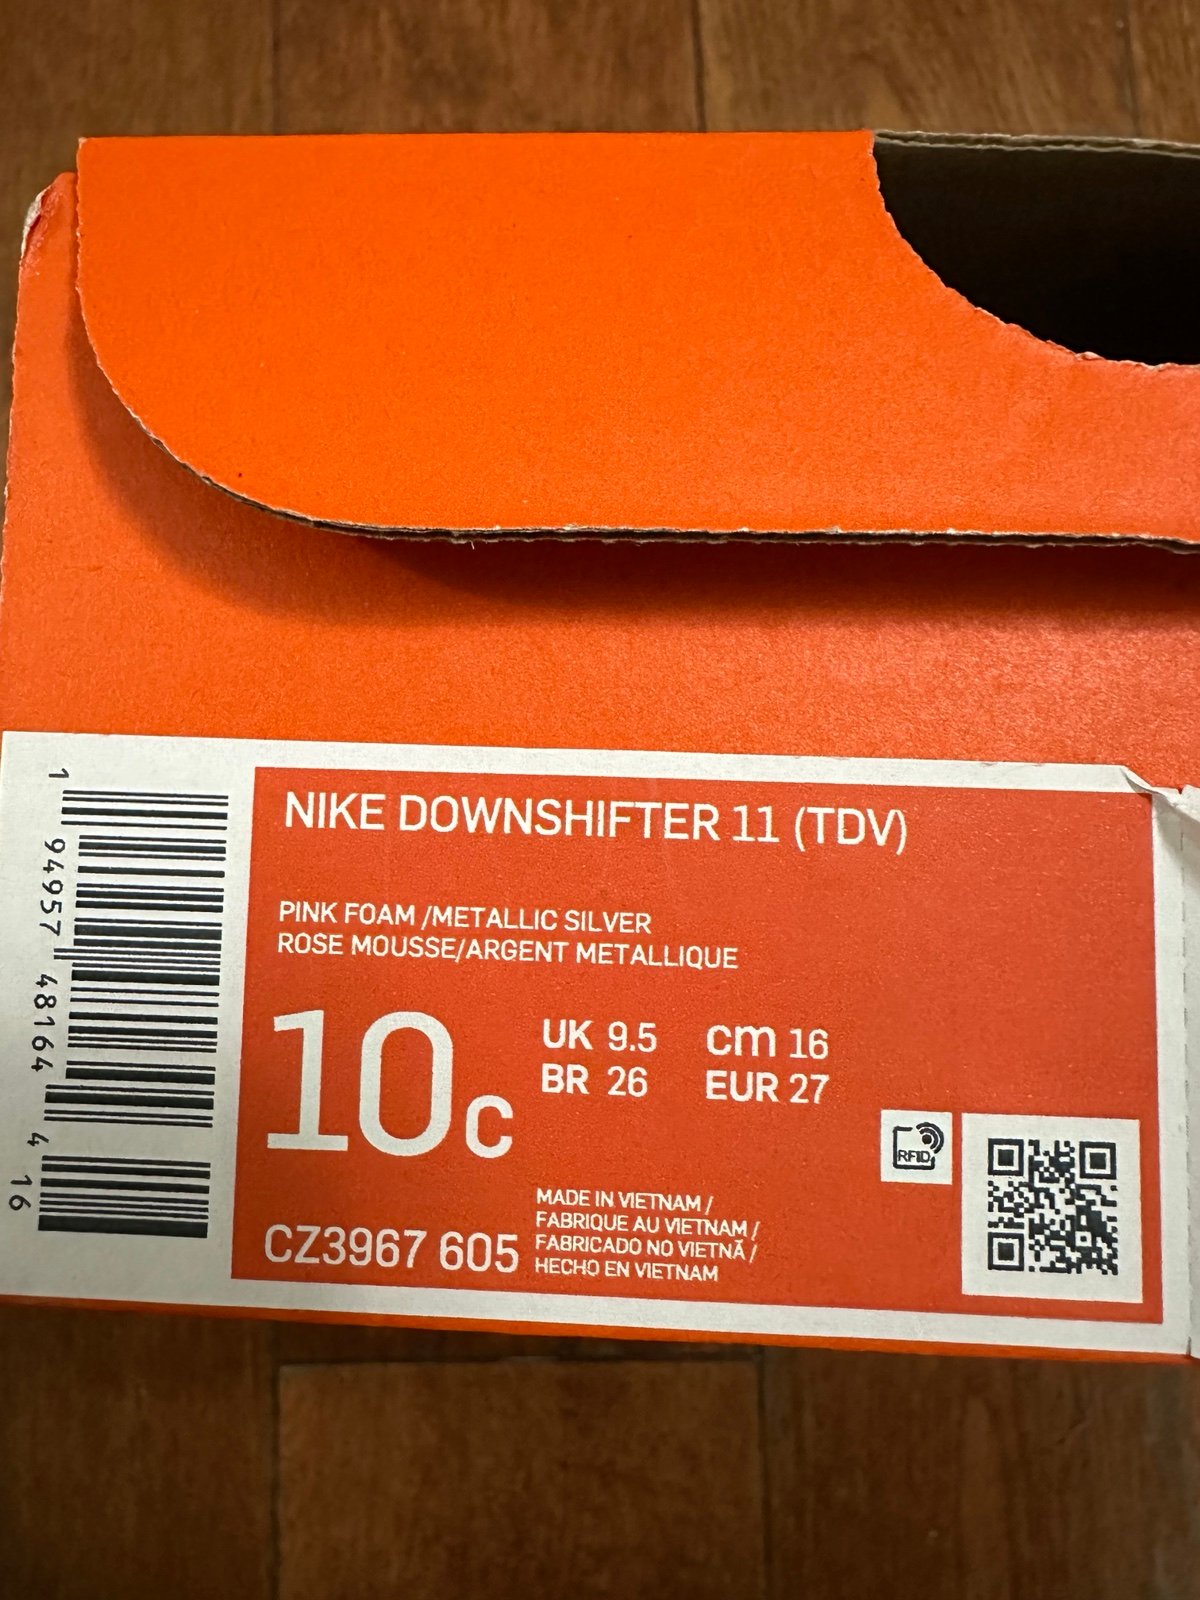 NIKE DOWNSHIFTER 11 (TDV)
PINK FOAM /METALLIC SILVER
ROSE MOUSSE/ARGENT METALLIQUE
10C
UK 9.5 cm 16
BR 26 EUR 27
RFID
CZ3967 605
MADE IN VIETNAM /
FABRIQUE AU VIETNAM /
FABRICADO NO VIETNÃ /
HECHO EN VIETNAM
1 94957 48164 4 16